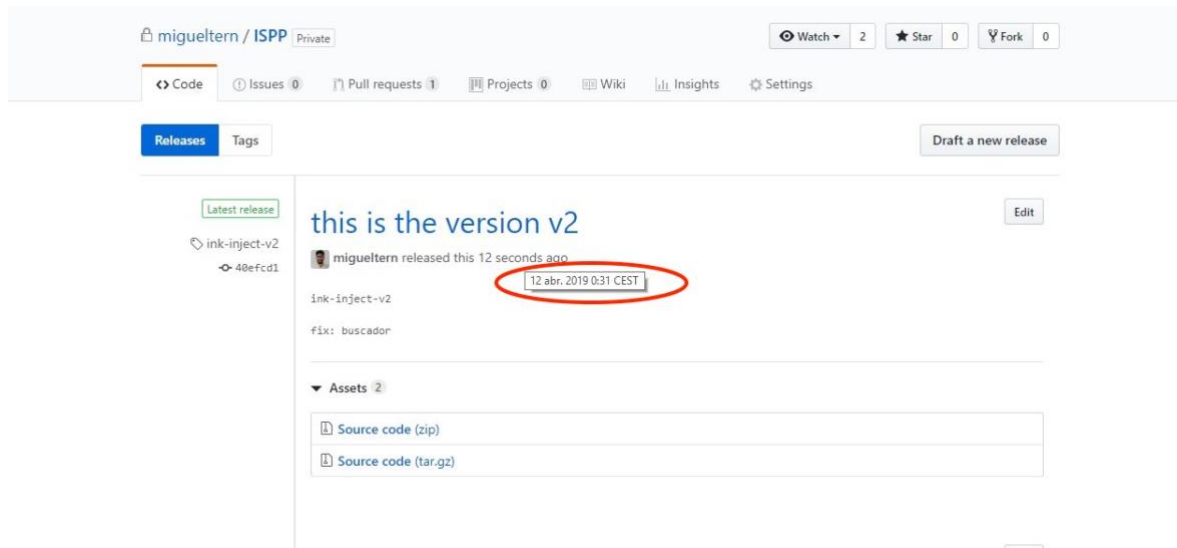 migueltern / ISPP Private
Watch 2 Star 0 Fork 0
Code Issues 0 Pull requests 1 Projects 0 Wiki Insights Settings
Releases Tags
Draft a new release
Latest release
ink-inject-v2
40efcd1
this is the version v2
Edit
migueltern released this 12 seconds ago
12 abr. 2019 0:31 CEST
ink-inject-v2
fix: buscador
Assets 2
Source code (zip)
Source code (tar.gz)